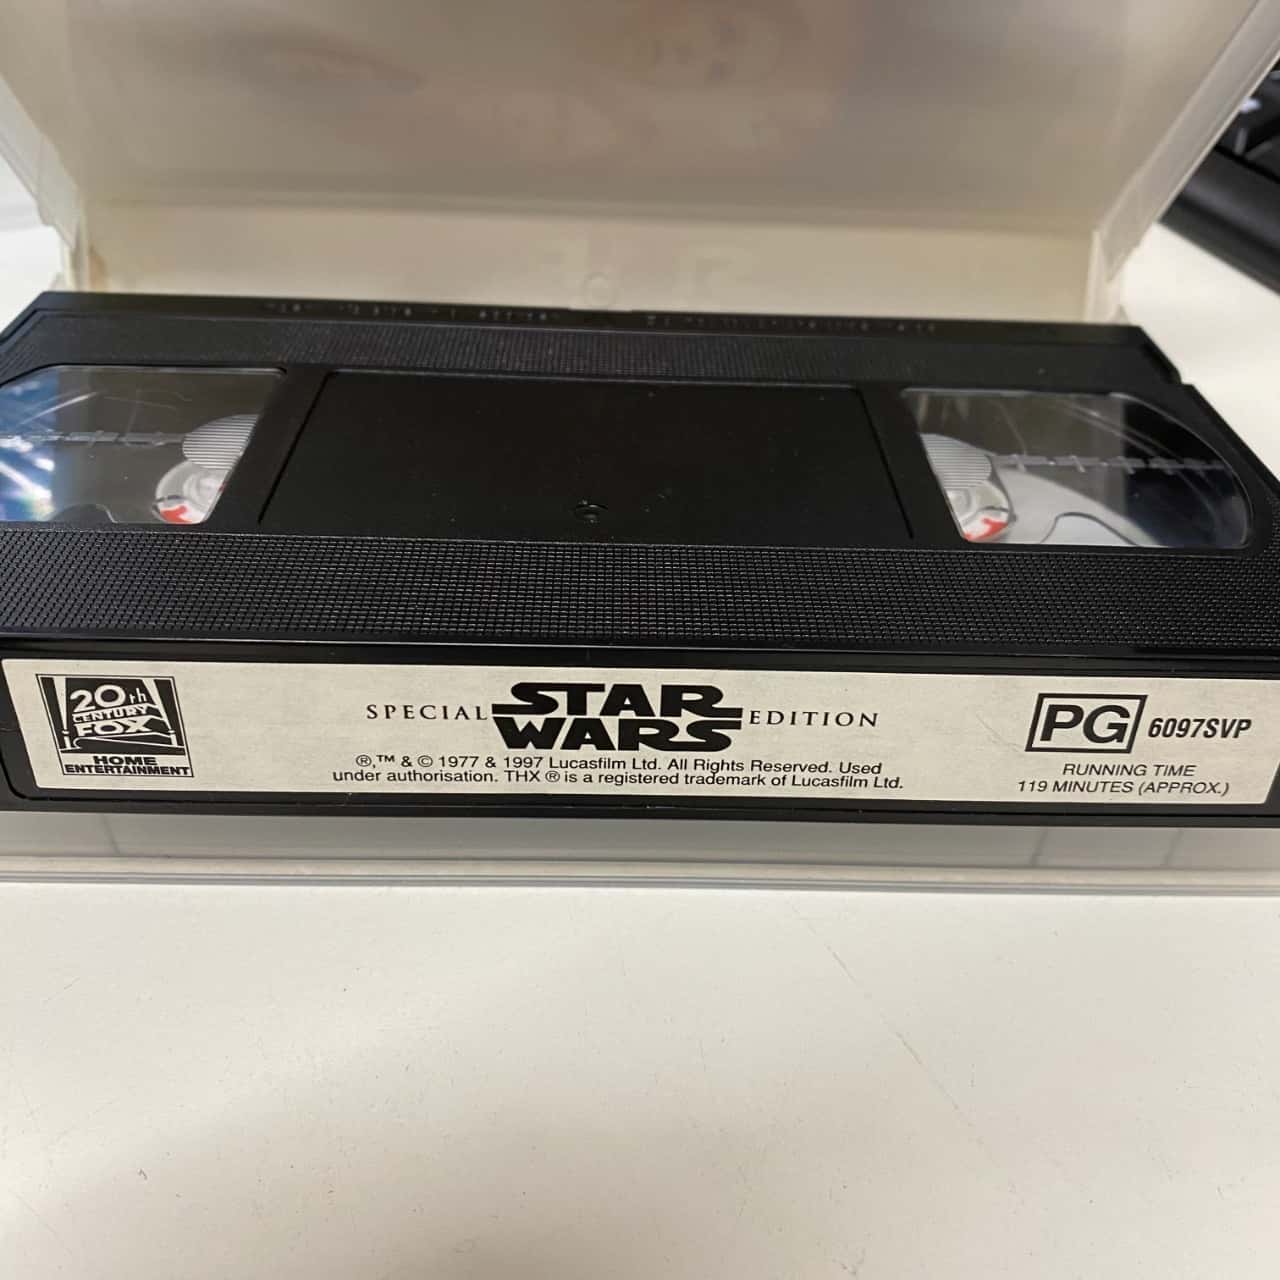 20th
CENTURY
FOX
HOME
ENTERTAINMENT
SPECIAL STAR WARS EDITION
®,™ & © 1977 & 1997 Lucasfilm Ltd. All Rights Reserved. Used
under authorisation. THX ® is a registered trademark of Lucasfilm Ltd.
PG 6097SVP
RUNNING TIME
119 MINUTES (APPROX.)